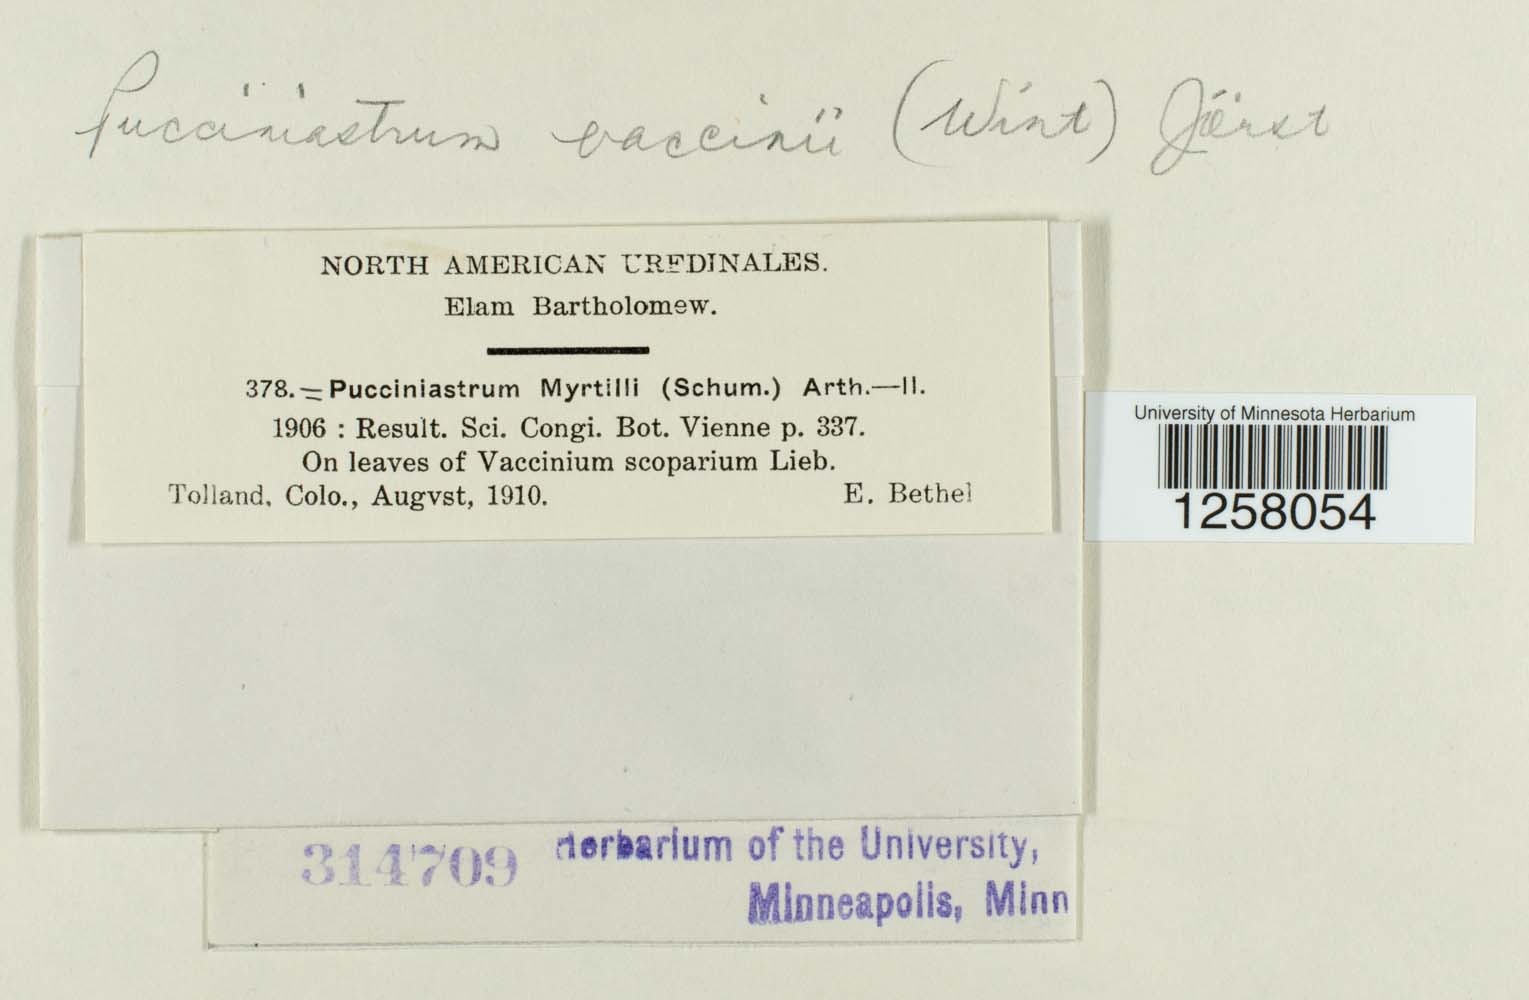 Pucciniastrum vaccinii (Wint) Jörst
NORTH AMERICAN UREDINALES.
Elam Bartholomew.
378.=Pucciniastrum Myrtilli (Schum.) Arth.—II.
1906 : Result. Sci. Congi. Bot. Vienne p. 337.
On leaves of Vaccinium scoparium Lieb.
Tolland, Colo., Augvst, 1910. E. Bethel
University of Minnesota Herbarium
1258054
314709 Herbarium of the University,
Minneapolis, Minn